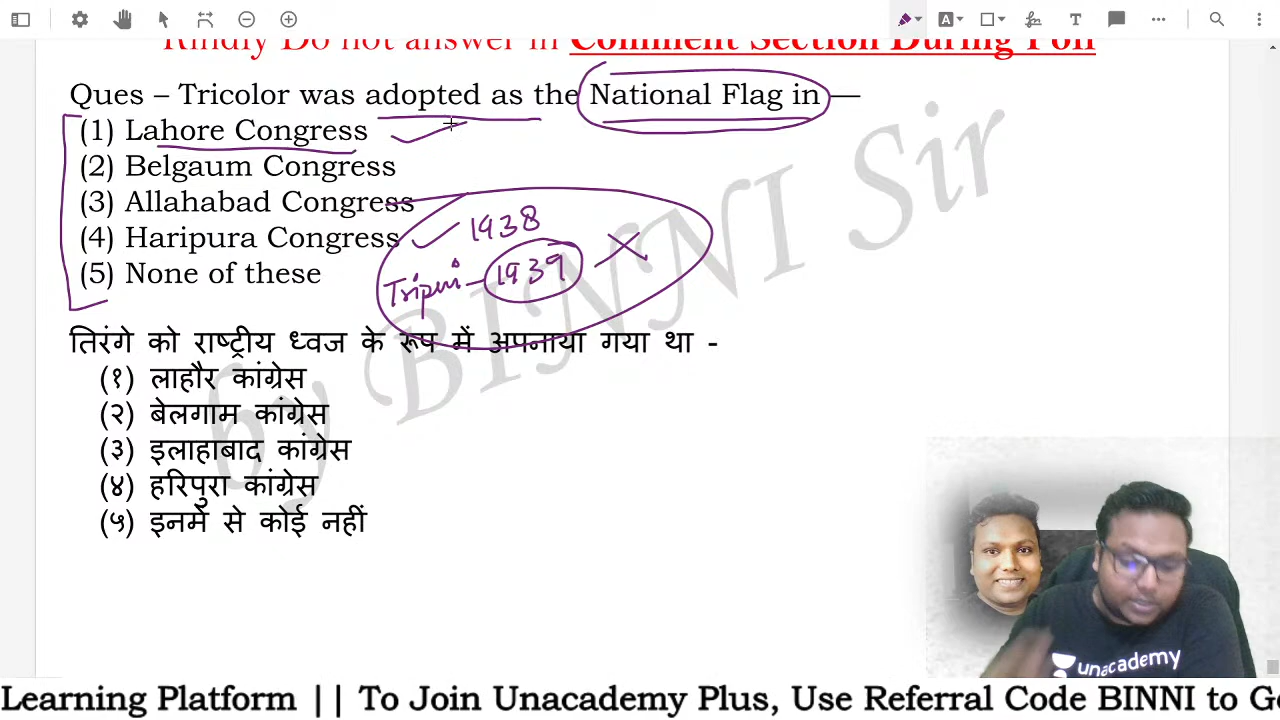 Kindly Do not answer in Comment Section During Poll
Ques – Tricolor was adopted as the National Flag in —
(1) Lahore Congress
(2) Belgaum Congress
(3) Allahabad Congress
(4) Haripura Congress 1938
Tripuri - 1939
(5) None of these
तिरंगे को राष्ट्रीय ध्वज के रूप में अपनाया गया था -
(१) लाहौर कांग्रेस
(२) बेलगाम कांग्रेस
(३) इलाहाबाद कांग्रेस
(४) हरिपुरा कांग्रेस
(५) इनमें से कोई नहीं
by BINNI Sir
unacademy
Learning Platform || To Join Unacademy Plus, Use Referral Code BINNI to Ge